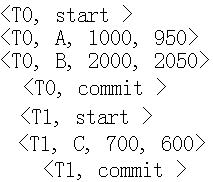 <T0, start >
<T0, A, 1000, 950>
<T0, B, 2000, 2050>
<T0, commit >
<T1, start >
<T1, C, 700, 600>
<T1, commit >